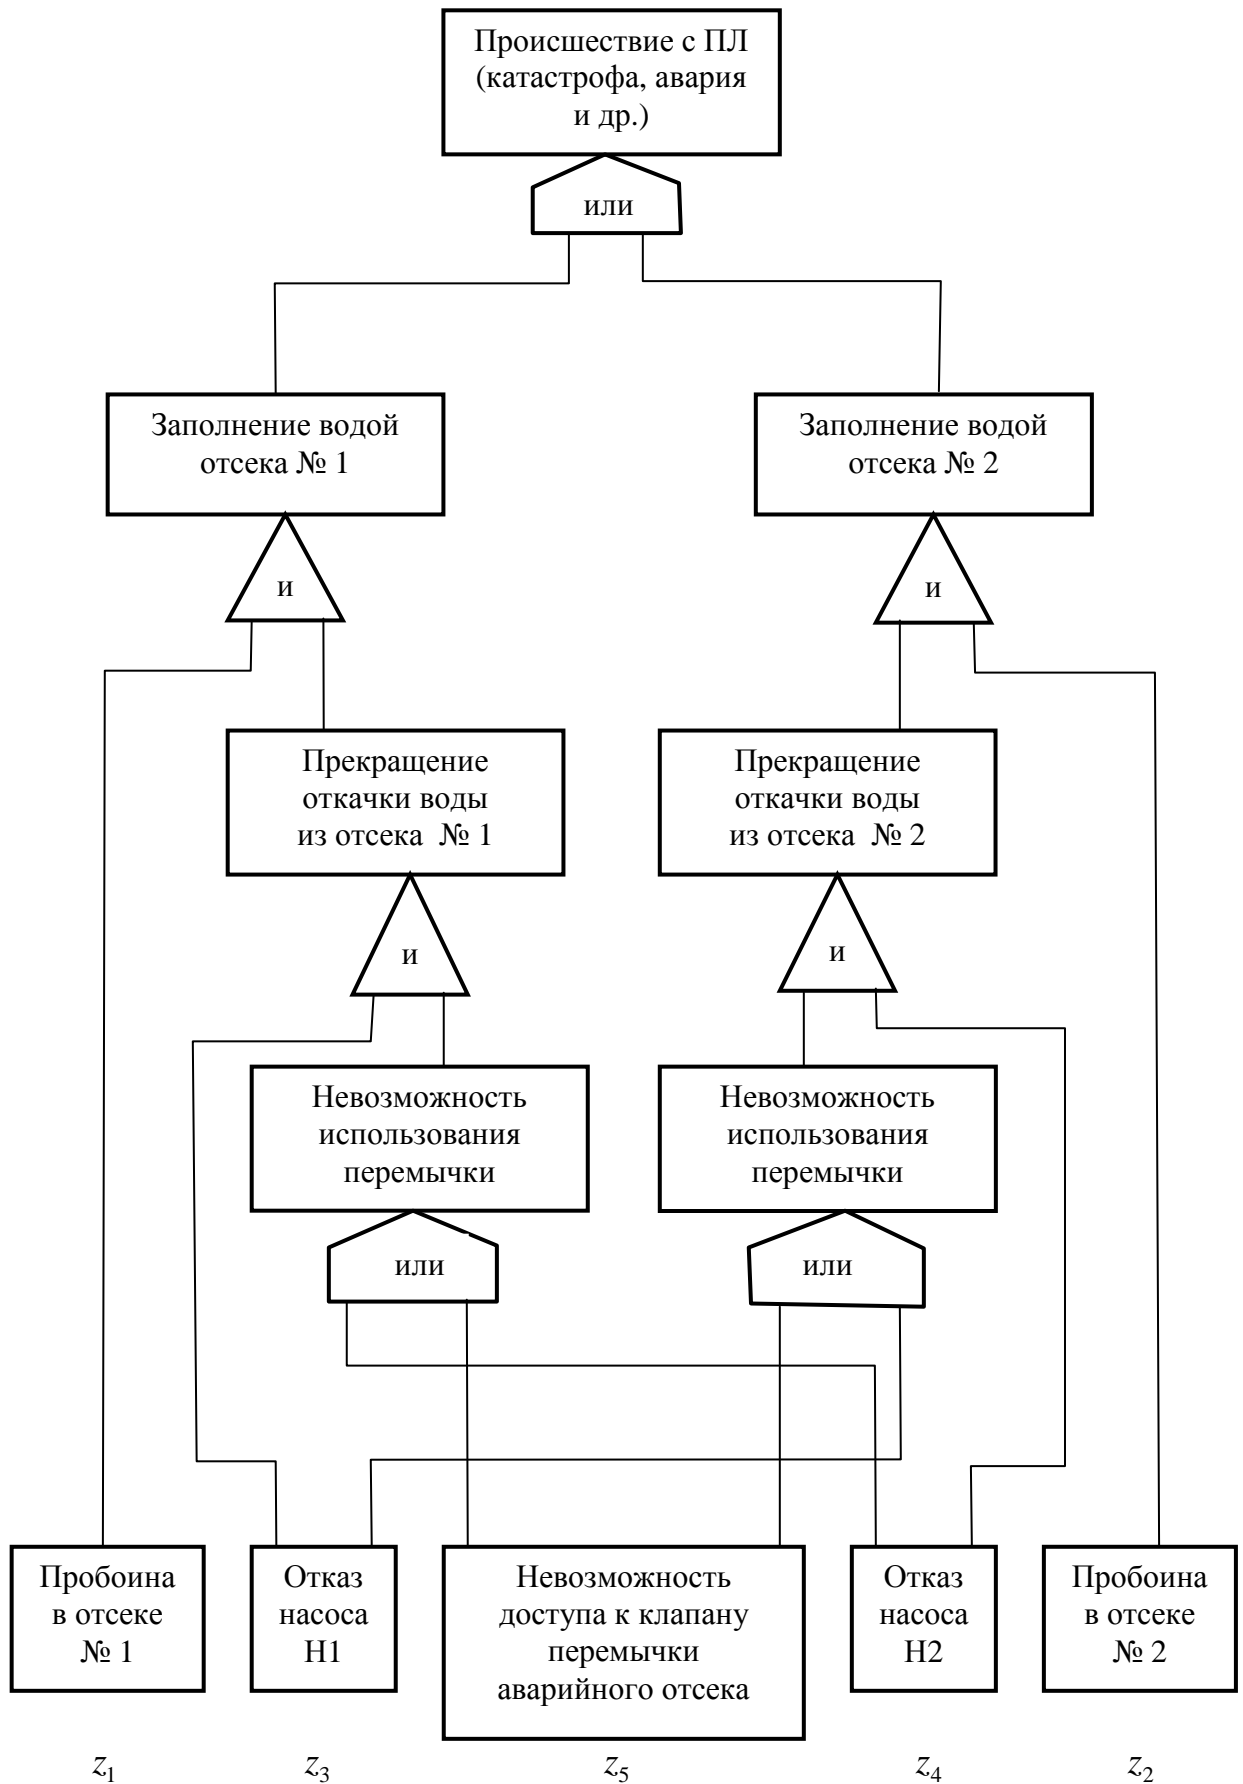 Происшествие с ПЛ
(катастрофа, авария
и др.)
или
Заполнение водой
отсека № 1
Заполнение водой
отсека № 2
и
и
Прекращение
откачки воды
из отсека № 1
Прекращение
откачки воды
из отсека № 2
и
и
Невозможность
использования
перемычки
Невозможность
использования
перемычки
или
или
Пробоина
в отсеке
№ 1
Отказ
насоса
Н1
Невозможность
доступа к клапану
перемычки
аварийного отсека
Отказ
насоса
Н2
Пробоина
в отсеке
№ 2
z₁
z₃
z₅
z₄
z₂